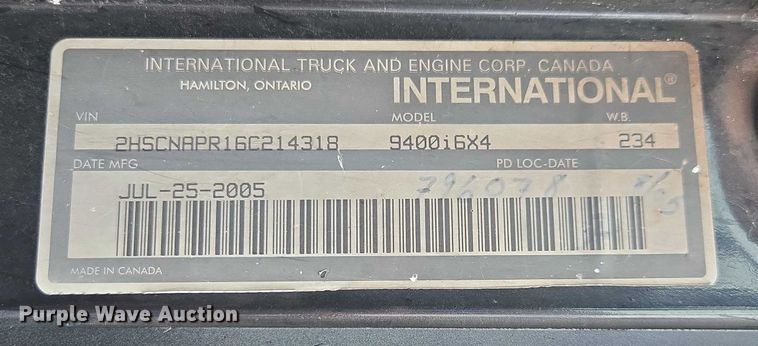 INTERNATIONAL TRUCK AND ENGINE CORP. CANADA
HAMILTON, ONTARIO INTERNATIONAL®
VIN MODEL W.B.
2HSCNAPR16C214318 9400i6X4 234
DATE MFG PD LOC-DATE
JUL-25-2005 796078
MADE IN CANADA
Purple Wave Auction